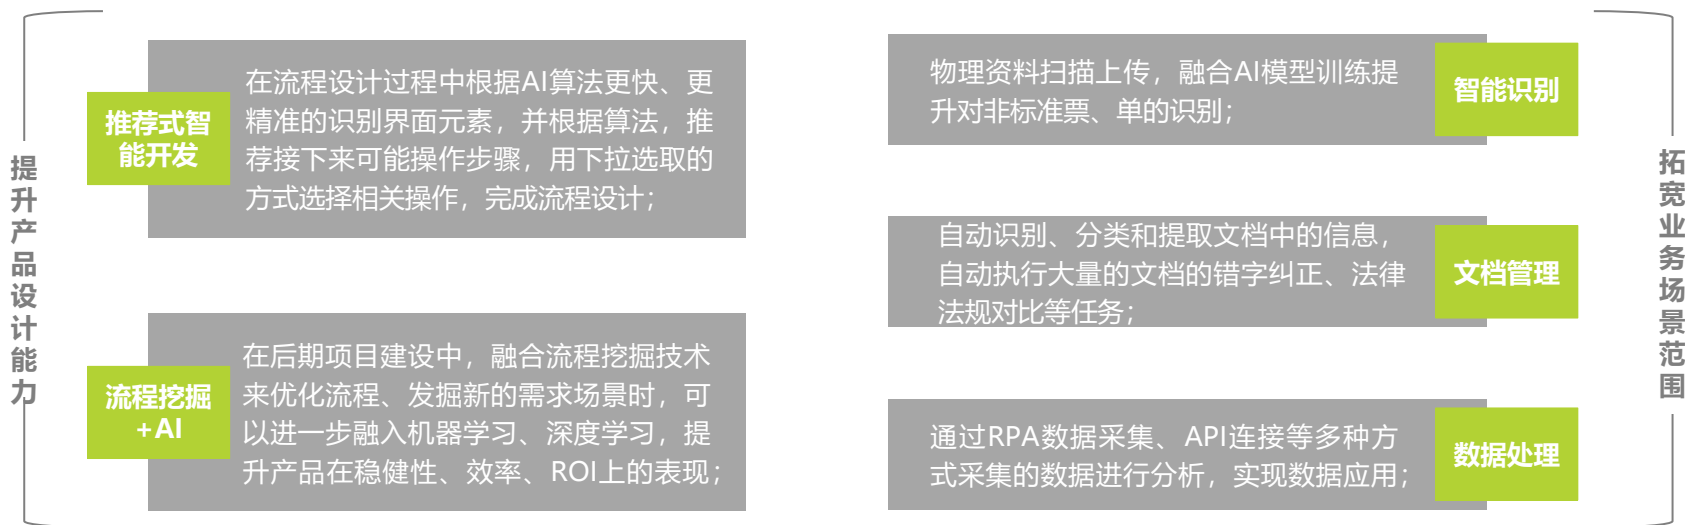 提升产品设计能力
推荐式智
能开发
在流程设计过程中根据AI算法更快、更
精准的识别界面元素，并根据算法，推
荐接下来可能操作步骤，用下拉选取的
方式选择相关操作，完成流程设计；
流程挖掘
+AI
在后期项目建设中，融合流程挖掘技术
来优化流程、发掘新的需求场景时，可
以进一步融入机器学习、深度学习，提
升产品在稳健性、效率、ROI上的表现；
物理资料扫描上传，融合AI模型训练提
升对非标准票、单的识别；
智能识别
自动识别、分类和提取文档中的信息，
自动执行大量的文档的错字纠正、法律
法规对比等任务；
文档管理
通过RPA数据采集、API连接等多种方
式采集的数据进行分析，实现数据应用；
数据处理
拓宽业务场景范围